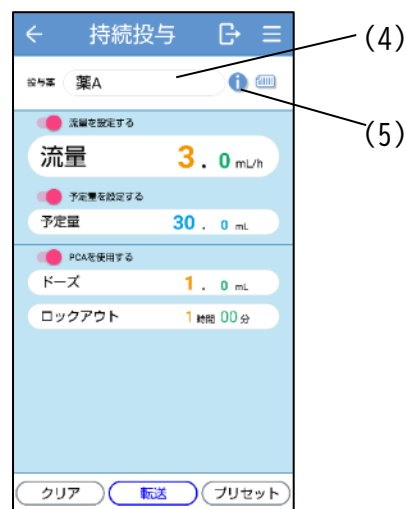 持続投与
(4)
投与薬 薬A
(5)
流量を設定する
流量 3.0 mL/h
予定量を設定する
予定量 30.0 mL
PCAを使用する
ドーズ 1.0 mL
ロックアウト 1時間00分
クリア 転送 プリセット